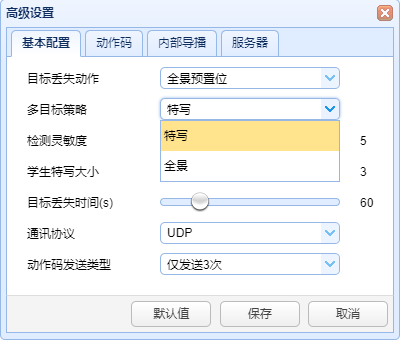 高级设置
基本配置 动作码 内部导播 服务器
目标丢失动作 全景预置位
多目标策略 特写
特写
检测灵敏度 5
全景
学生特写大小 3
目标丢失时间(s) 60
通讯协议 UDP
动作码发送类型 仅发送3次
默认值 保存 取消